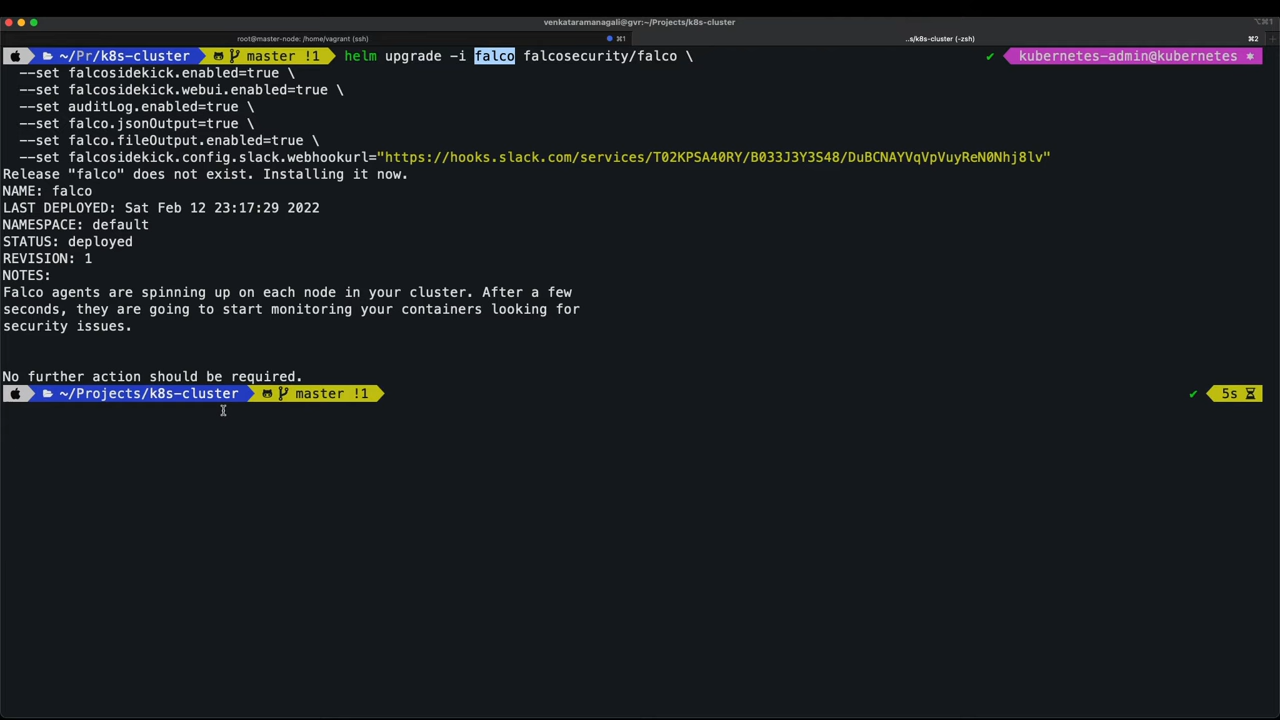 venkataramanagali@gvr:~/Projects/k8s-cluster
⌥⌘1
root@master-node: /home/vagrant (ssh) ⌘1 ..s/k8s-cluster (-zsh) ⌘2
~/Pr/k8s-cluster master !1 helm upgrade -i falco falcosecurity/falco \ ✔ kubernetes-admin@kubernetes
--set falcosidekick.enabled=true \
--set falcosidekick.webui.enabled=true \
--set auditLog.enabled=true \
--set falco.jsonOutput=true \
--set falco.fileOutput.enabled=true \
--set falcosidekick.config.slack.webhookurl="https://hooks.slack.com/services/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"
Release "falco" does not exist. Installing it now.
NAME: falco
LAST DEPLOYED: Sat Feb 12 23:17:29 2022
NAMESPACE: default
STATUS: deployed
REVISION: 1
NOTES:
Falco agents are spinning up on each node in your cluster. After a few
seconds, they are going to start monitoring your containers looking for
security issues.
No further action should be required.
~/Projects/k8s-cluster master !1 ✔ 5s